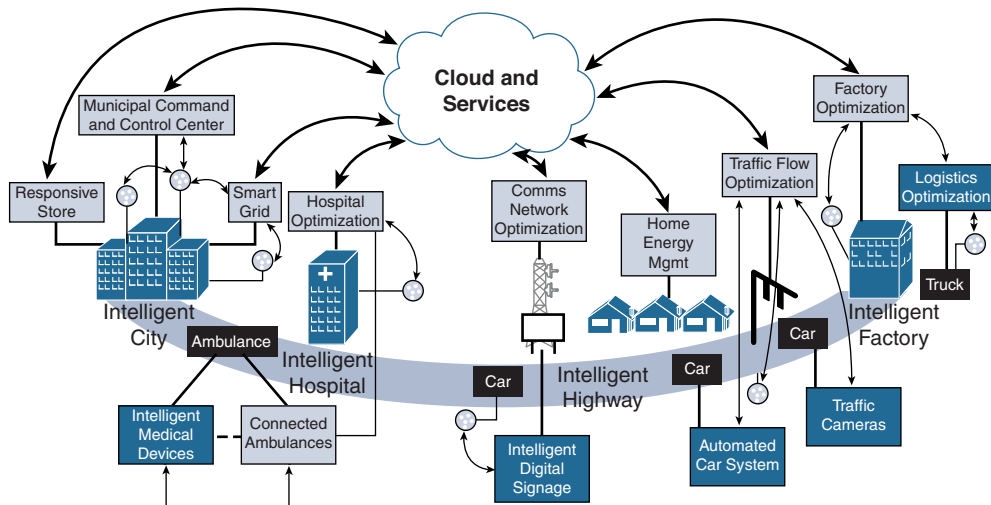 Cloud and
Services
Municipal Command
and Control Center
Factory
Optimization
Responsive
Store
Smart
Grid
Hospital
Optimization
Comms
Network
Optimization
Home
Energy
Mgmt
Traffic Flow
Optimization
Logistics
Optimization
Truck
Intelligent
City
Ambulance
Intelligent
Hospital
Car
Intelligent
Highway
Car
Car
Intelligent
Factory
Intelligent
Medical
Devices
Connected
Ambulances
Intelligent
Digital
Signage
Automated
Car System
Traffic
Cameras